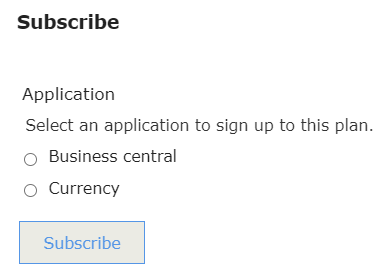 Subscribe
Application
Select an application to sign up to this plan.
Business central
Currency
Subscribe